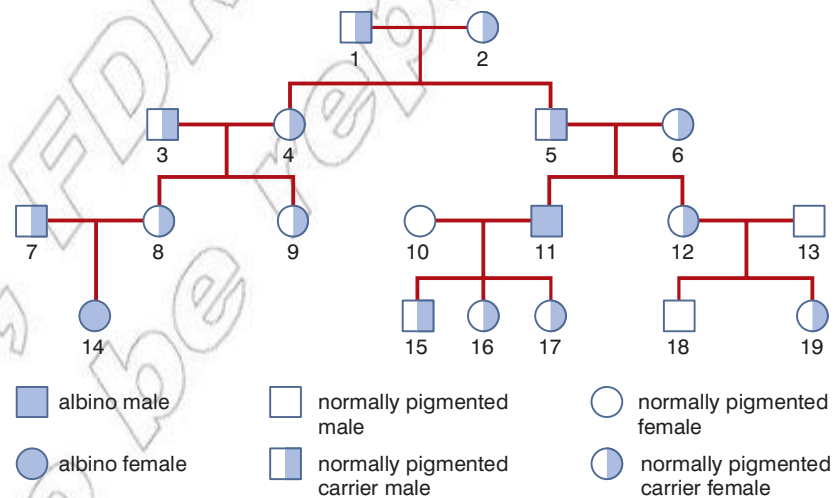 1 2
3 4 5 6
7 8 9 10 11 12 13
14 15 16 17 18 19
albino male
normally pigmented
male
normally pigmented
female
albino female
normally pigmented
carrier male
normally pigmented
carrier female